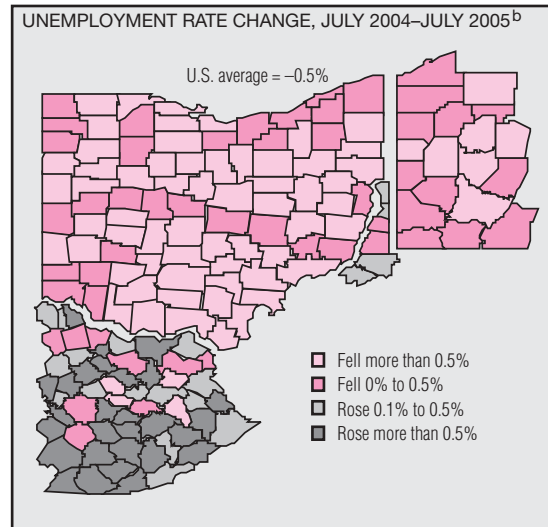 UNEMPLOYMENT RATE CHANGE, JULY 2004–JULY 2005b
U.S. average = –0.5%
Fell more than 0.5%
Fell 0% to 0.5%
Rose 0.1% to 0.5%
Rose more than 0.5%